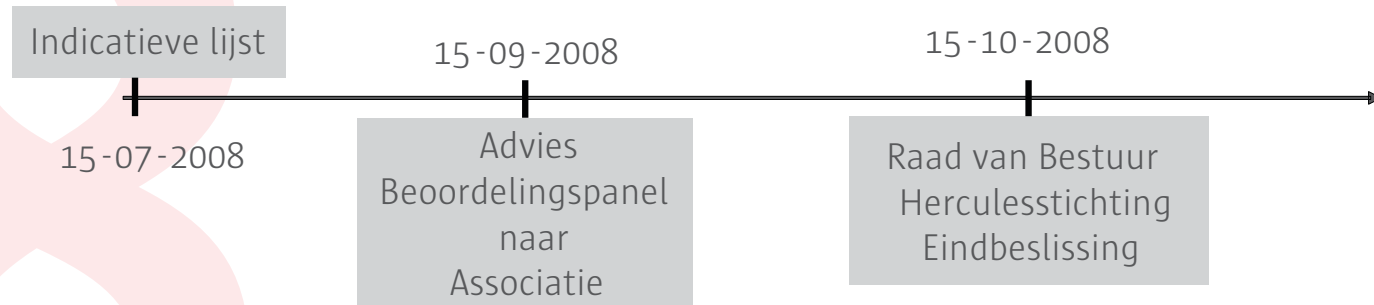 Indicatieve lijst
15-07-2008
15-09-2008
Advies
Beoordelingspanel
naar
Associatie
15-10-2008
Raad van Bestuur
Herculesstichting
Eindbeslissing